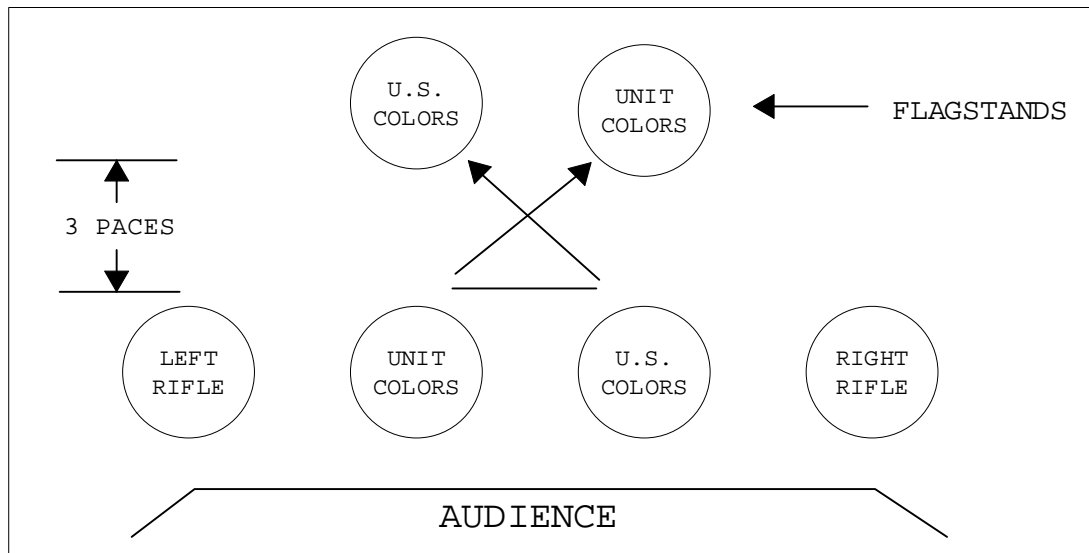 U.S.
COLORS
UNIT
COLORS
FLAGSTANDS
3 PACES
LEFT
RIFLE
UNIT
COLORS
U.S.
COLORS
RIGHT
RIFLE
AUDIENCE